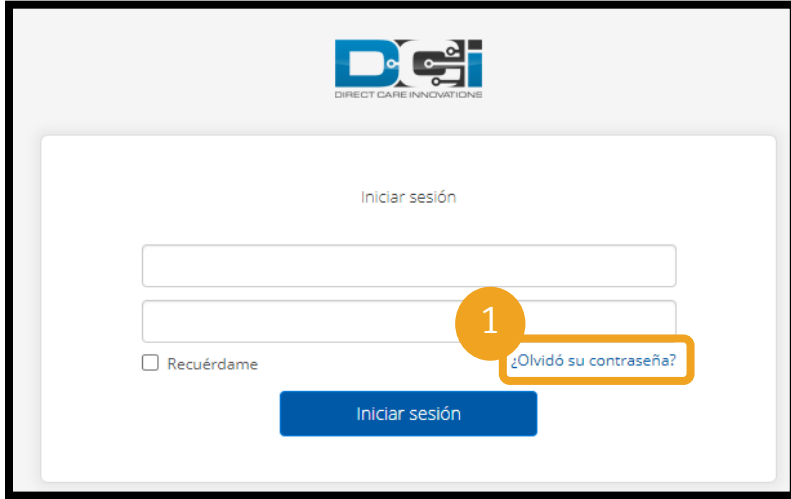 DCi
DIRECT CARE INNOVATIONS
Iniciar sesión
1
Recuérdame
¿Olvidó su contraseña?
Iniciar sesión